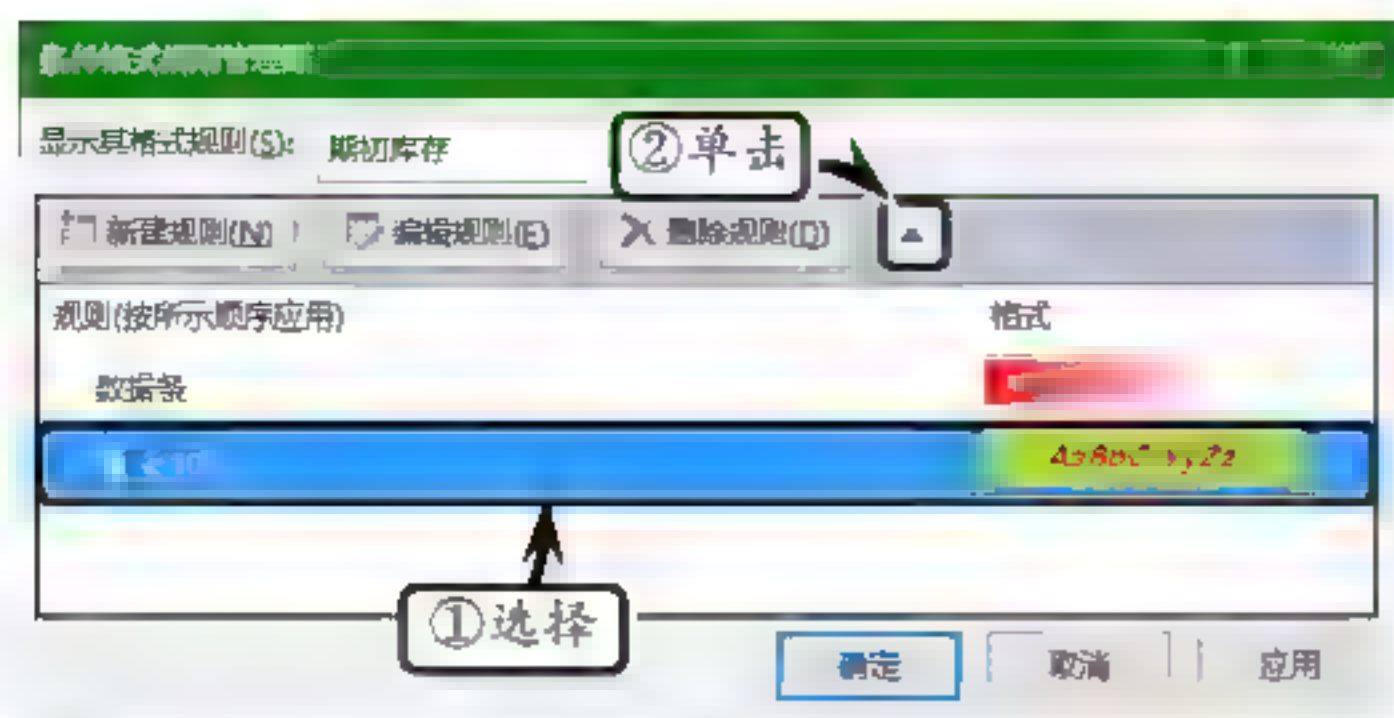 显示其格式规则(S): 期初库存
②单击
新建规则(N) 编辑规则(E) 删除规则(D)
规则(按所示顺序应用) 格式
数据条
①选择
确定 取消 应用